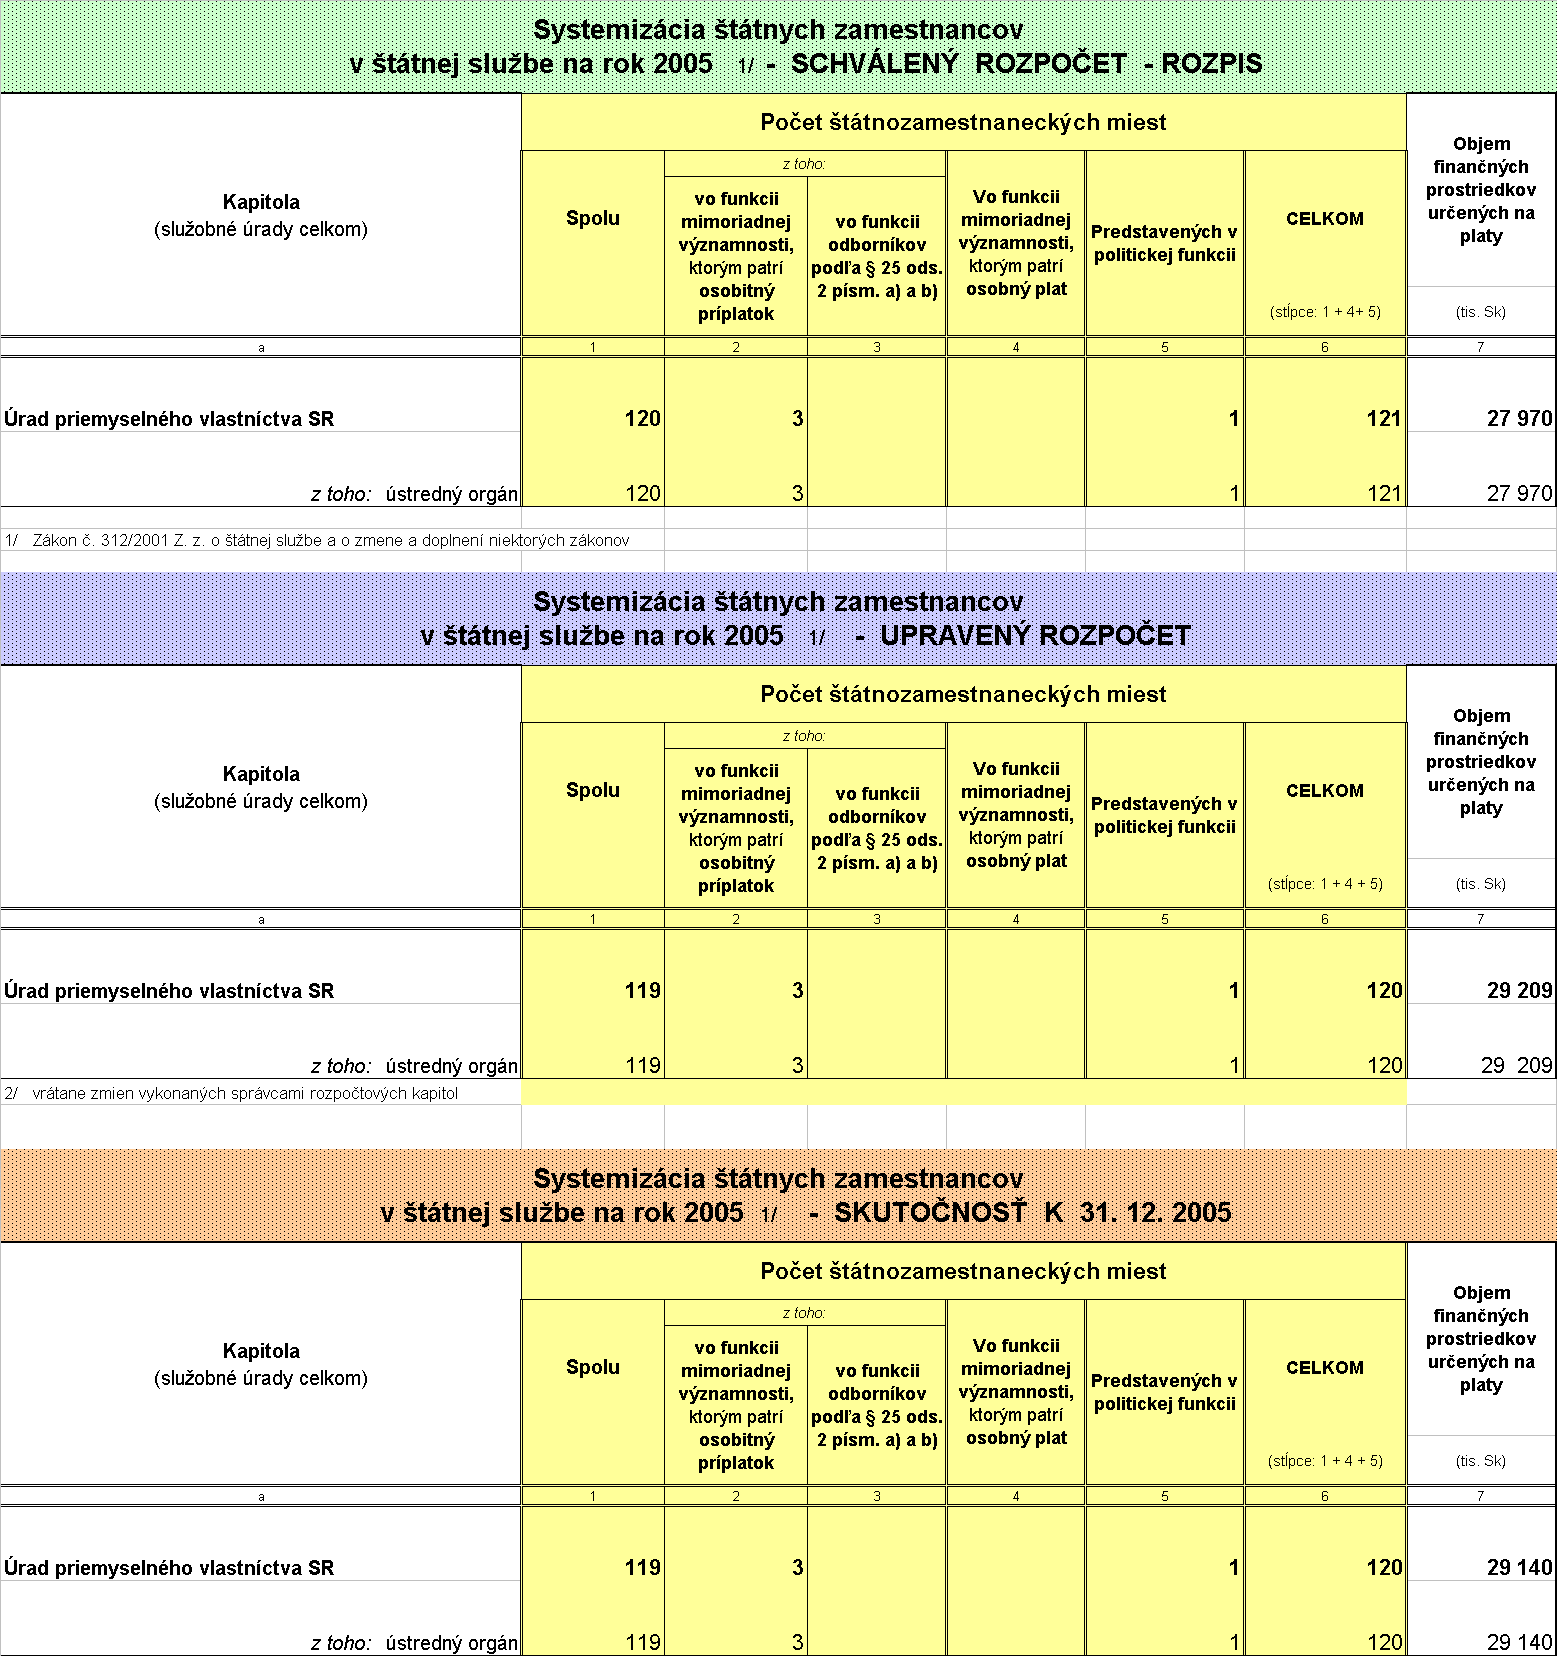 Systemizácia štátnych zamestnancov
v štátnej službe na rok 2005 1/ - SCHVÁLENÝ ROZPOČET - ROZPIS
Kapitola
(služobné úrady celkom)
Počet štátnozamestnaneckých miest
Spolu
z toho:
vo funkcii
mimoriadnej
významnosti,
ktorým patrí
osobitný
príplatok
vo funkcii
odborníkov
podľa § 25 ods.
2 písm. a) a b)
Vo funkcii
mimoriadnej
významnosti,
ktorým patrí
osobný plat
Predstavených v
politickej funkcii
CELKOM
(stĺpce: 1 + 4+ 5)
Objem
finančných
prostriedkov
určených na
platy
(tis. Sk)
a 1 2 3 4 5 6 7
Úrad priemyselného vlastníctva SR 120 3 1 121 27 970
z toho: ústredný orgán 120 3 1 121 27 970
1/ Zákon č. 312/2001 Z. z. o štátnej službe a o zmene a doplnení niektorých zákonov
Systemizácia štátnych zamestnancov
v štátnej službe na rok 2005 1/ - UPRAVENÝ ROZPOČET
Kapitola
(služobné úrady celkom)
Počet štátnozamestnaneckých miest
Spolu
z toho:
vo funkcii
mimoriadnej
významnosti,
ktorým patrí
osobitný
príplatok
vo funkcii
odborníkov
podľa § 25 ods.
2 písm. a) a b)
Vo funkcii
mimoriadnej
významnosti,
ktorým patrí
osobný plat
Predstavených v
politickej funkcii
CELKOM
(stĺpce: 1 + 4 + 5)
Objem
finančných
prostriedkov
určených na
platy
(tis. Sk)
a 1 2 3 4 5 6 7
Úrad priemyselného vlastníctva SR 119 3 1 120 29 209
z toho: ústredný orgán 119 3 1 120 29 209
2/ vrátane zmien vykonaných správcami rozpočtových kapitol
Systemizácia štátnych zamestnancov
v štátnej službe na rok 2005 1/ - SKUTOČNOSŤ K 31. 12. 2005
Kapitola
(služobné úrady celkom)
Počet štátnozamestnaneckých miest
Spolu
z toho:
vo funkcii
mimoriadnej
významnosti,
ktorým patrí
osobitný
príplatok
vo funkcii
odborníkov
podľa § 25 ods.
2 písm. a) a b)
Vo funkcii
mimoriadnej
významnosti,
ktorým patrí
osobný plat
Predstavených v
politickej funkcii
CELKOM
(stĺpce: 1 + 4 + 5)
Objem
finančných
prostriedkov
určených na
platy
(tis. Sk)
a 1 2 3 4 5 6 7
Úrad priemyselného vlastníctva SR 119 3 1 120 29 140
z toho: ústredný orgán 119 3 1 120 29 140